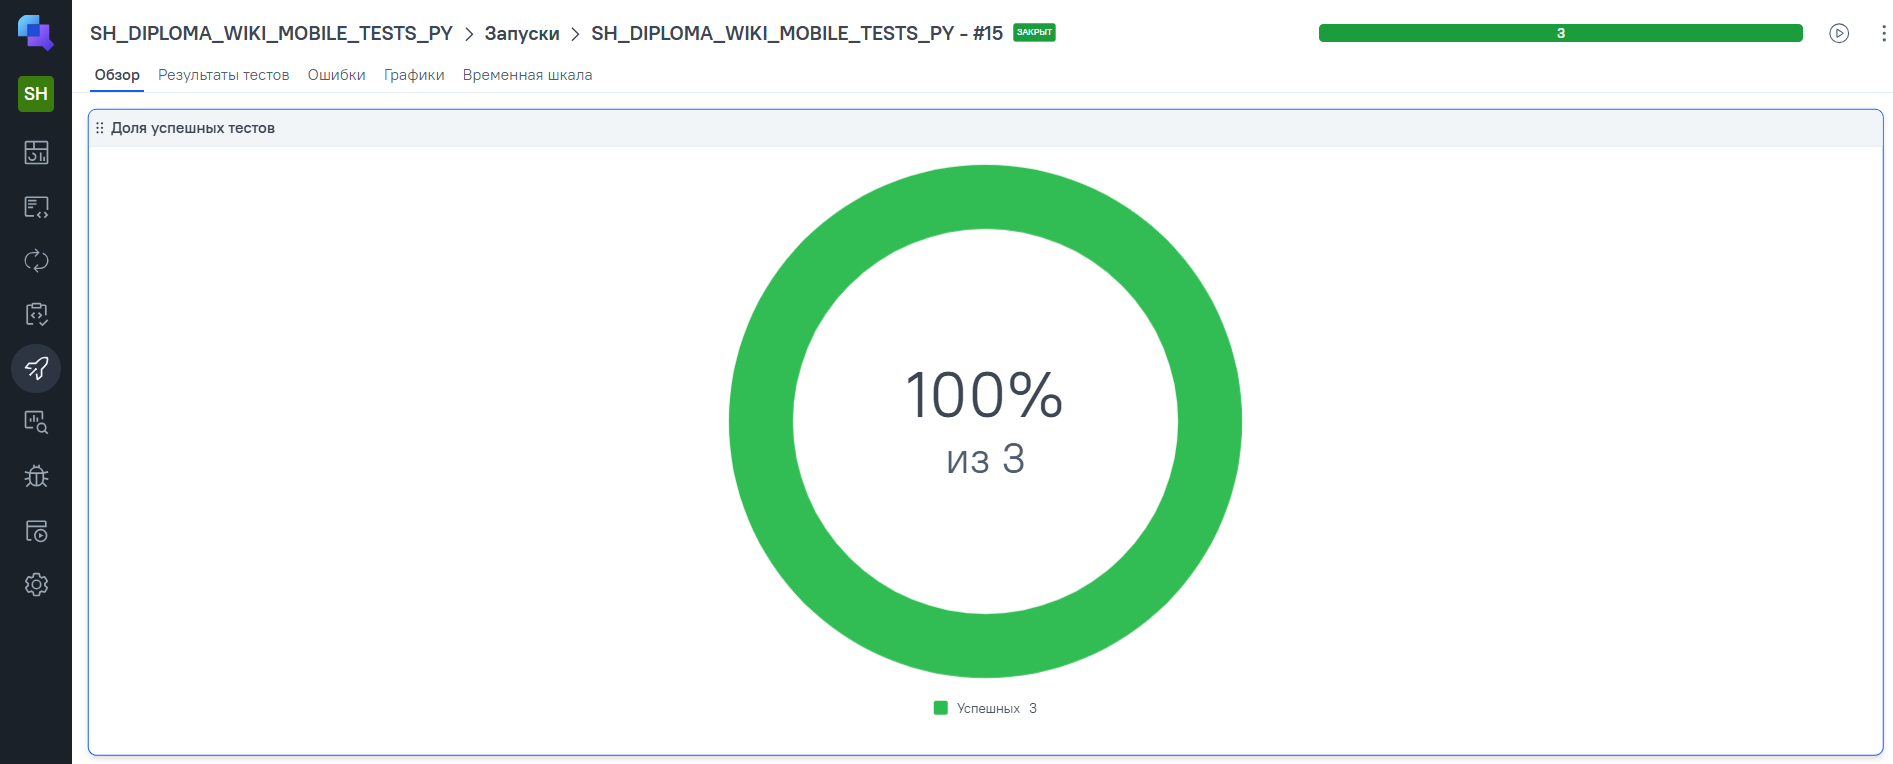 SH_DIPLOMA_WIKI_MOBILE_TESTS_PY > Запуски > SH_DIPLOMA_WIKI_MOBILE_TESTS_PY - #15 ЗАКРЫТ 3
SH
Обзор Результаты тестов Ошибки Графики Временная шкала
Доля успешных тестов
100%
из 3
Успешных 3